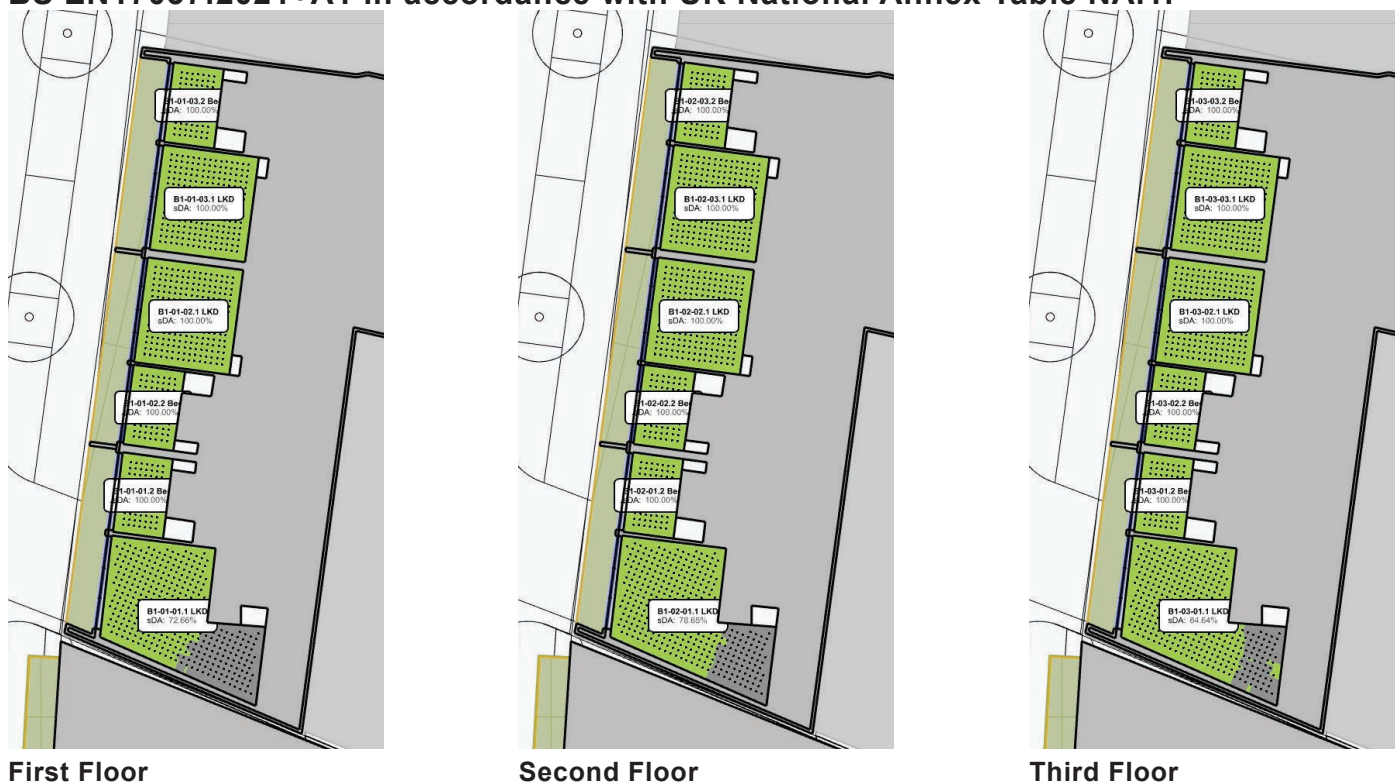 BS EN17037:2021+A1 in accordance with UK National Annex Table
B1-01-03.2 Be
sDA: 100.00%
B1-01-03.1 LKD
sDA: 100.00%
B1-01-02.1 LKD
sDA: 100.00%
B1-01-02.2 Be
sDA: 100.00%
B1-01-01.2 Be
sDA: 100.00%
B1-01-01.1 LKD
sDA: 72.66%
First Floor
B1-02-03.2 Be
sDA: 100.00%
B1-02-03.1 LKD
sDA: 100.00%
B1-02-02.1 LKD
sDA: 100.00%
B1-02-02.2 Be
sDA: 100.00%
B1-02-01.2 Be
sDA: 100.00%
B1-02-01.1 LKD
sDA: 78.65%
Second Floor
B1-03-03.2 Be
sDA: 100.00%
B1-03-03.1 LKD
sDA: 100.00%
B1-03-02.1 LKD
sDA: 100.00%
B1-03-02.2 Be
sDA: 100.00%
B1-03-01.2 Be
sDA: 100.00%
B1-03-01.1 LKD
sDA: 84.64%
Third Floor